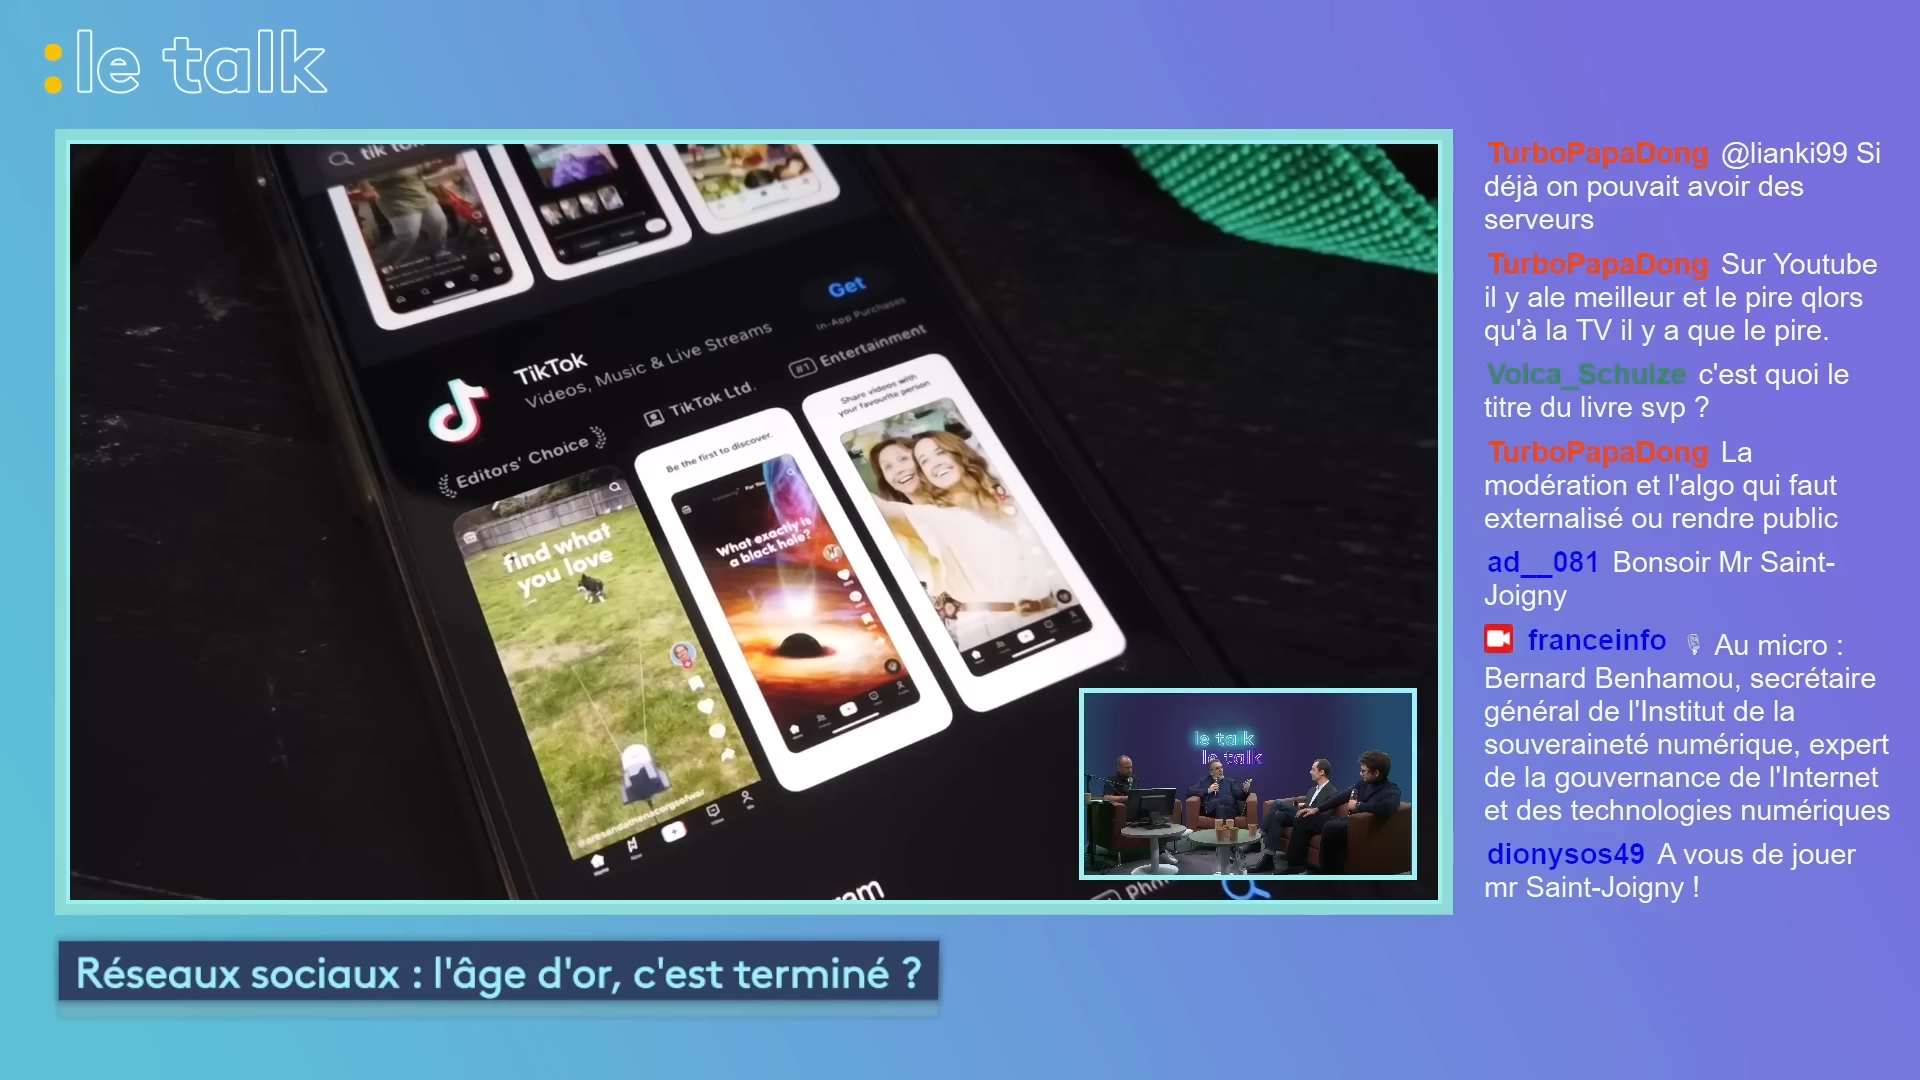 :le talk
tik tok
Get
In-App Purchases
TikTok
Videos, Music & Live Streams
Editors' Choice
TikTok Ltd.
#1 Entertainment
find what
you love
Be the first to discover.
What exactly is
a black hole?
Share videos with
your favourite person
le talk
le talk
Réseaux sociaux : l'âge d'or, c'est terminé ?
TurboPapaDong @lianki99 Si
déjà on pouvait avoir des
serveurs
TurboPapaDong Sur Youtube
il y ale meilleur et le pire qlors
qu'à la TV il y a que le pire.
Volca_Schulze c'est quoi le
titre du livre svp ?
TurboPapaDong La
modération et l'algo qui faut
externalisé ou rendre public
ad__081 Bonsoir Mr Saint-
Joigny
franceinfo 🎙 Au micro :
Bernard Benhamou, secrétaire
général de l'Institut de la
souveraineté numérique, expert
de la gouvernance de l'Internet
et des technologies numériques
dionysos49 A vous de jouer
mr Saint-Joigny !